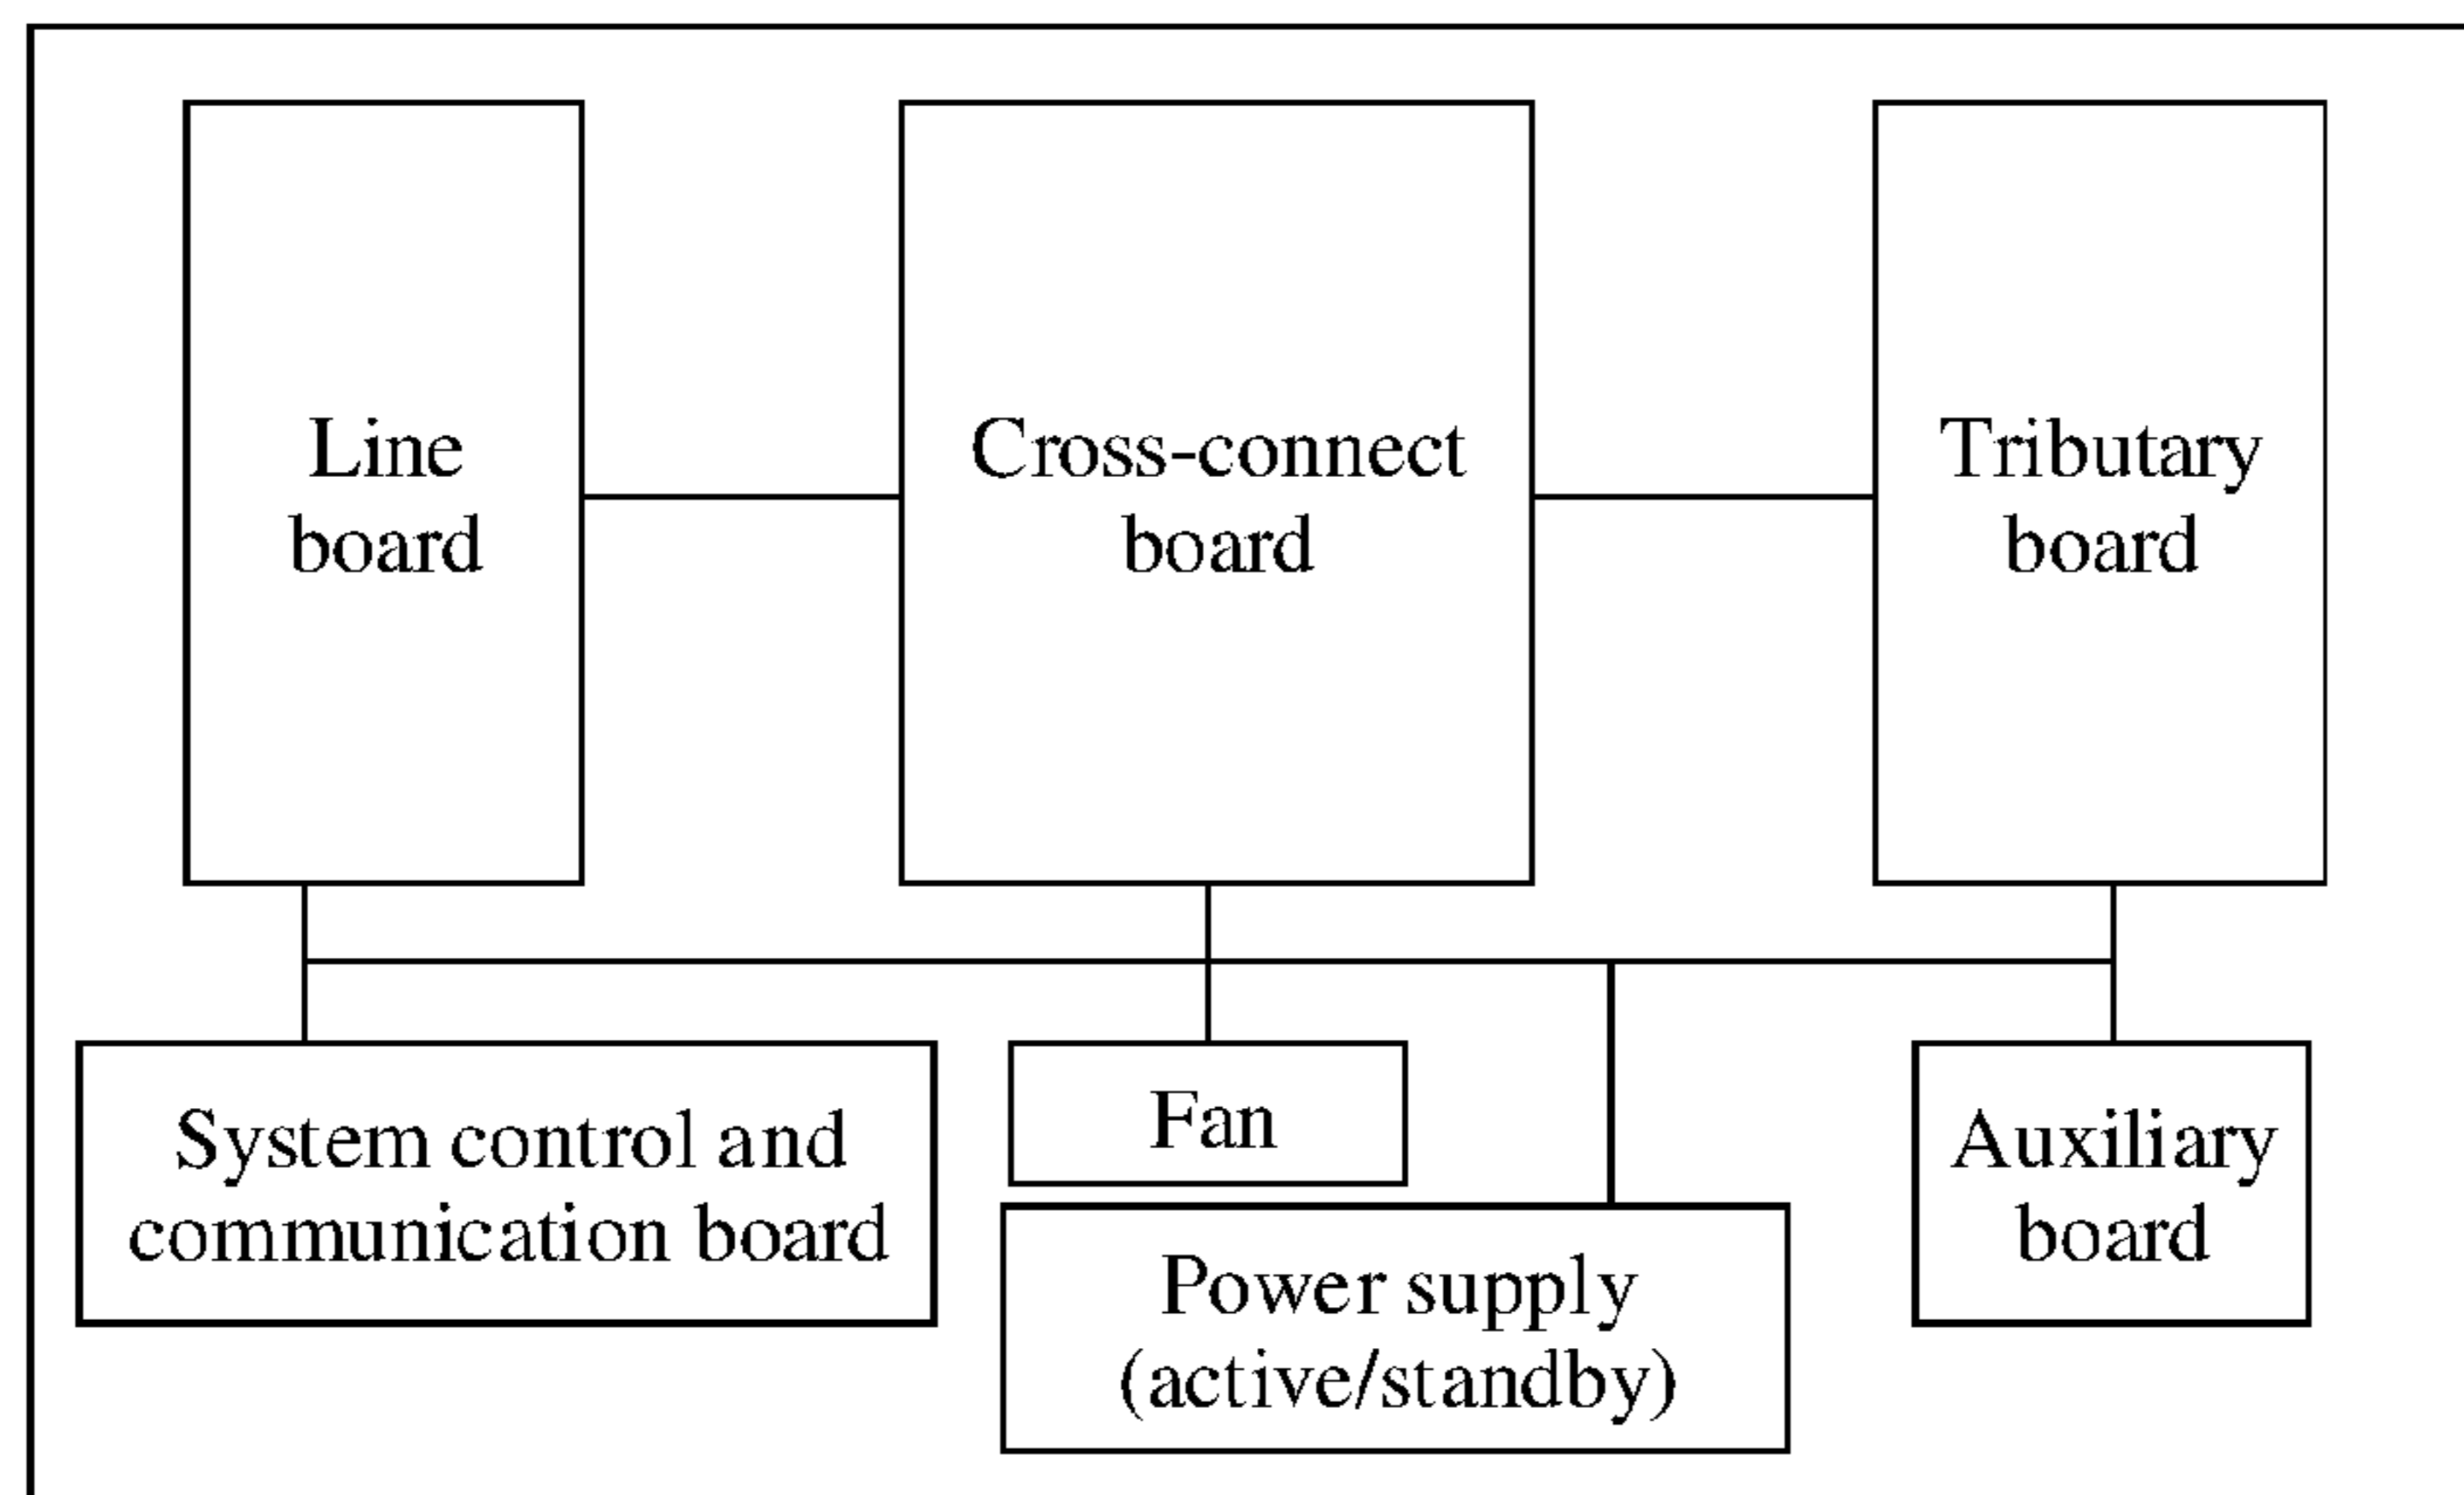 Line
board
Cross-connect
board
Tributary
board
System control and
communication board
Fan
Power supply
(active/standby)
Auxiliary
board